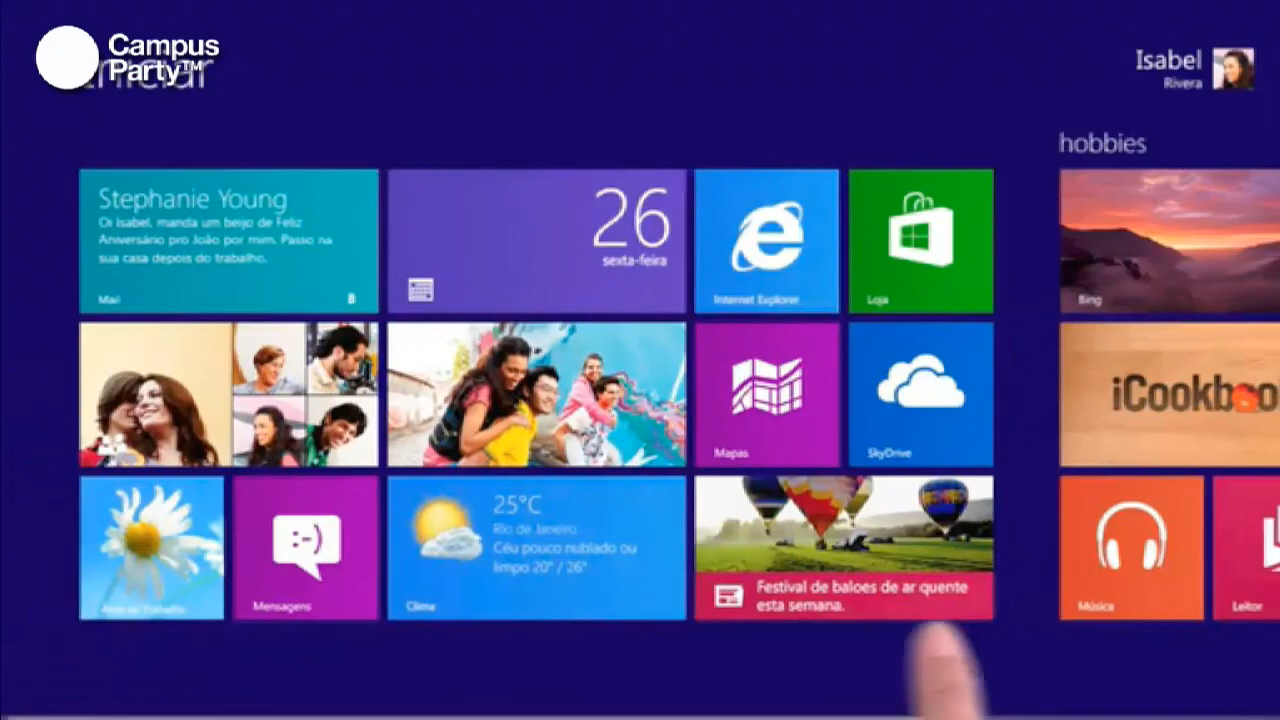 Campus
Party™
Iniciar
Isabel
Rivera
hobbies
Stephanie Young
Oi Isabel, manda um beijo de Feliz
Aniversário pro João por mim. Passo na
sua casa depois do trabalho.
Mail
8
26
sexta-feira
Internet Explorer
Loja
Bing
Mapas
SkyDrive
iCookboo
:-)
Mensagens
25°C
Rio de Janeiro
Céu pouco nublado ou
limpo 20° / 26°
Clima
Festival de baloes de ar quente
esta semana.
Música
Leitor